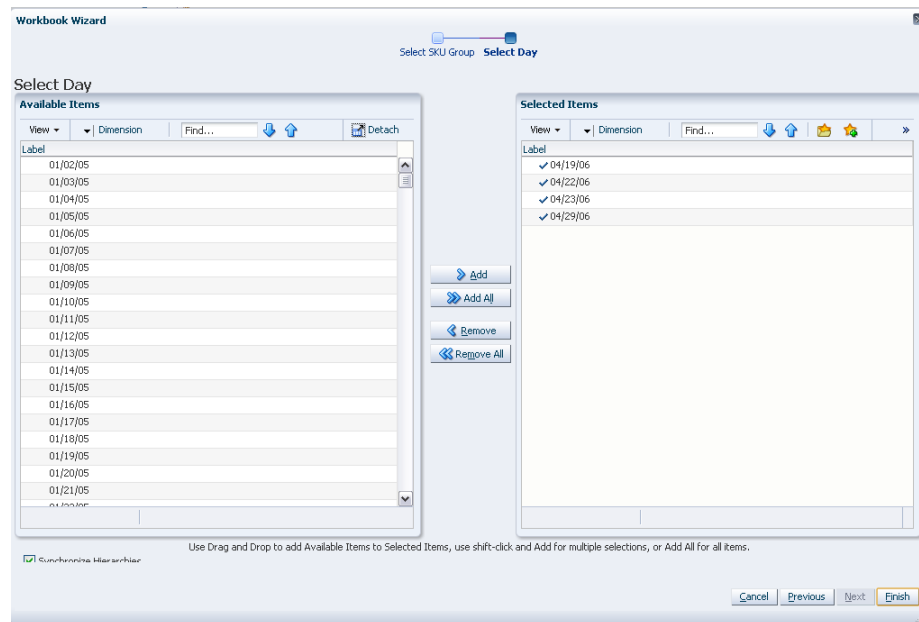 Workbook Wizard
Select SKU Group Select Day
Select Day
Available Items
View Dimension Find... Detach
Label
01/02/05
01/03/05
01/04/05
01/05/05
01/06/05
01/07/05
01/08/05
01/09/05
01/10/05
01/11/05
01/12/05
01/13/05
01/14/05
01/15/05
01/16/05
01/17/05
01/18/05
01/19/05
01/20/05
01/21/05
01/22/05
Add
Add All
Remove
Remove All
Selected Items
View Dimension Find... »
Label
04/19/06
04/22/06
04/23/06
04/29/06
Use Drag and Drop to add Available Items to Selected Items, use shift-click and Add for multiple selections, or Add All for all items.
Synchronize Hierarchies
Cancel Previous Next Finish